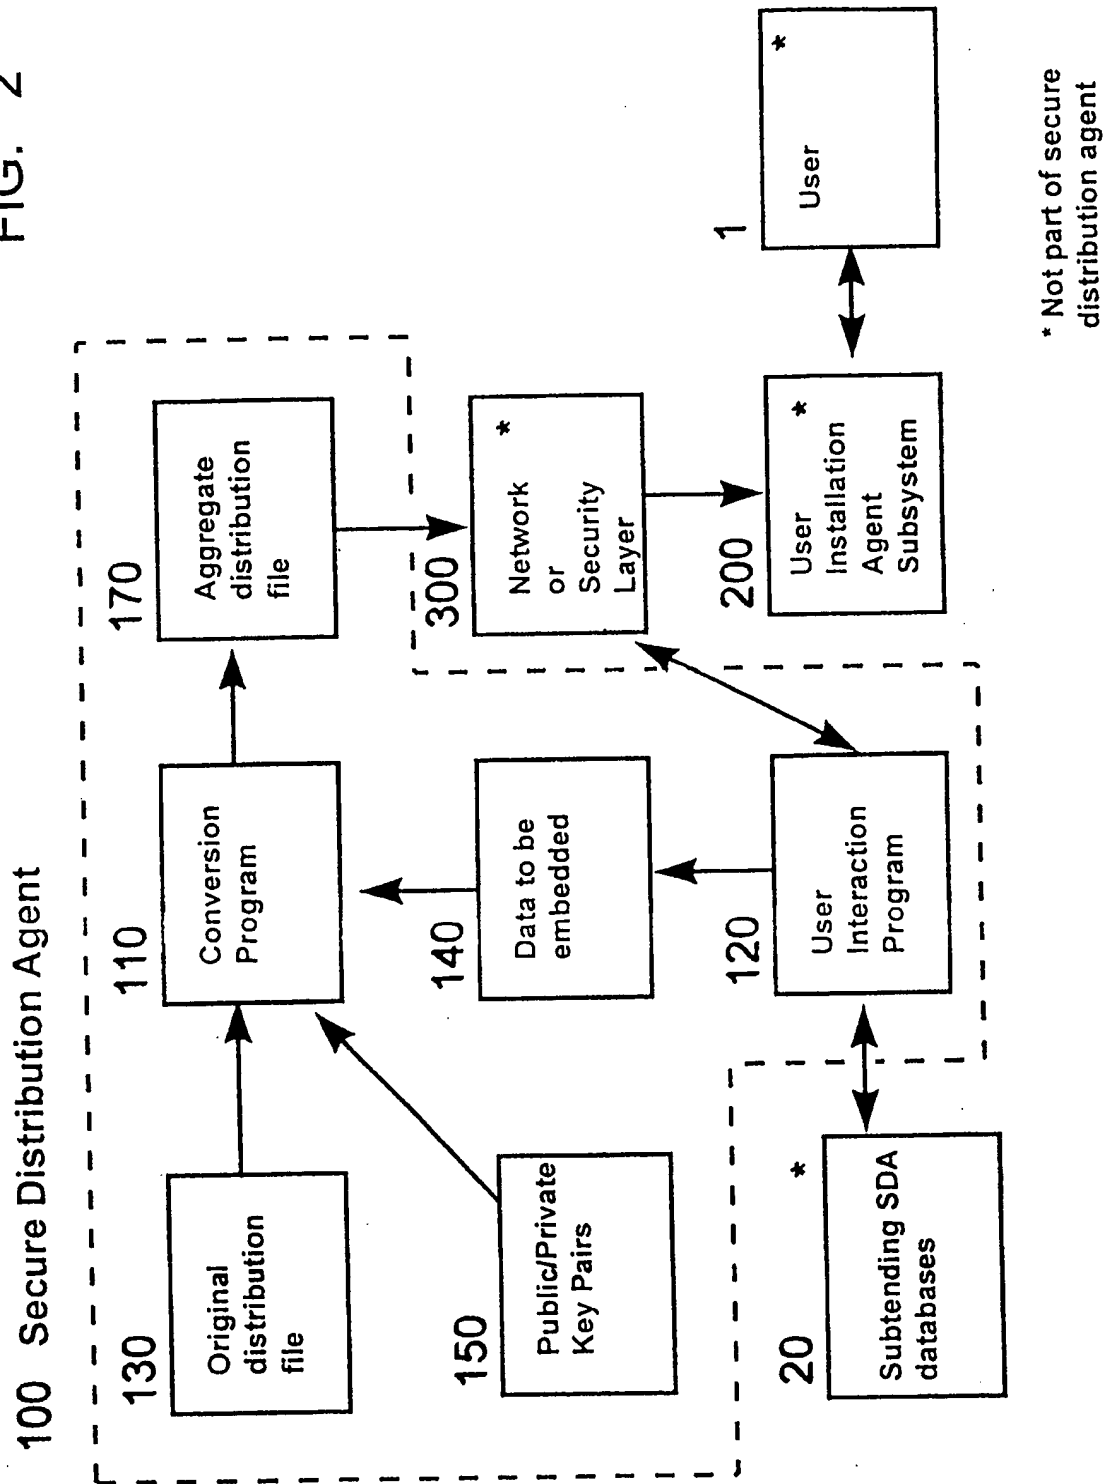 FIG. 2
100 Secure Distribution Agent
130
Original
distribution
file
110
Conversion
Program
170
Aggregate
distribution
file
150
Public/Private
Key Pairs
140
Data to be
embedded
300
Network *
or
Security
Layer
20
*
Subtending SDA
databases
120
User
Interaction
Program
200
User *
Installation
Agent
Subsystem
1
User
*
* Not part of secure
distribution agent